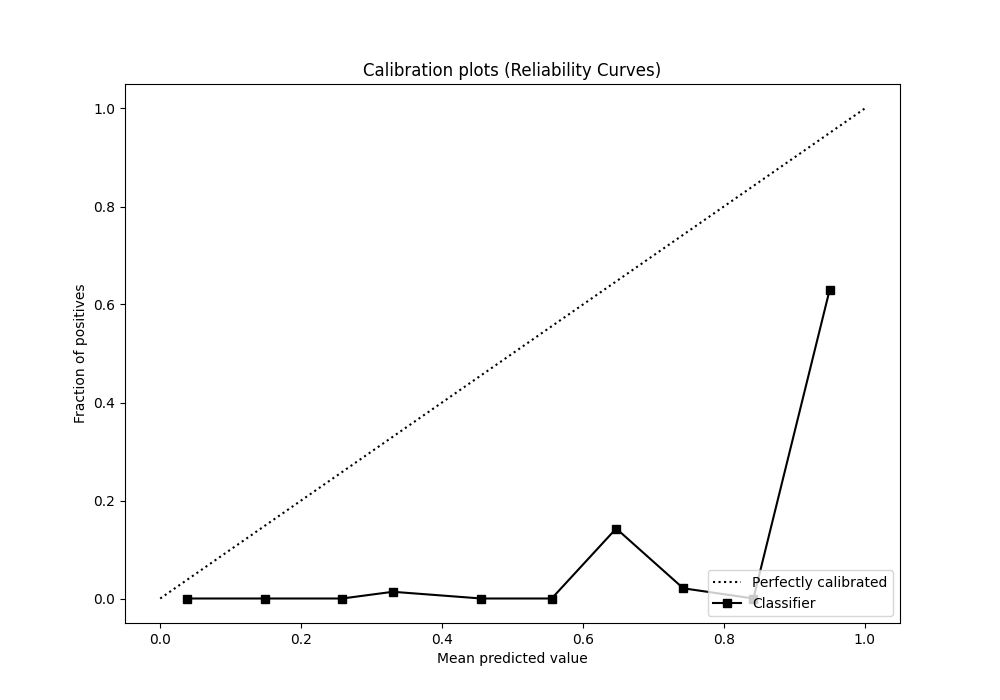 Calibration plots (Reliability Curves)
1.0
0.8
0.6
0.4
0.2
0.0
Fraction of positives
0.0 0.2 0.4 0.6 0.8 1.0
Mean predicted value
Perfectly calibrated
Classifier